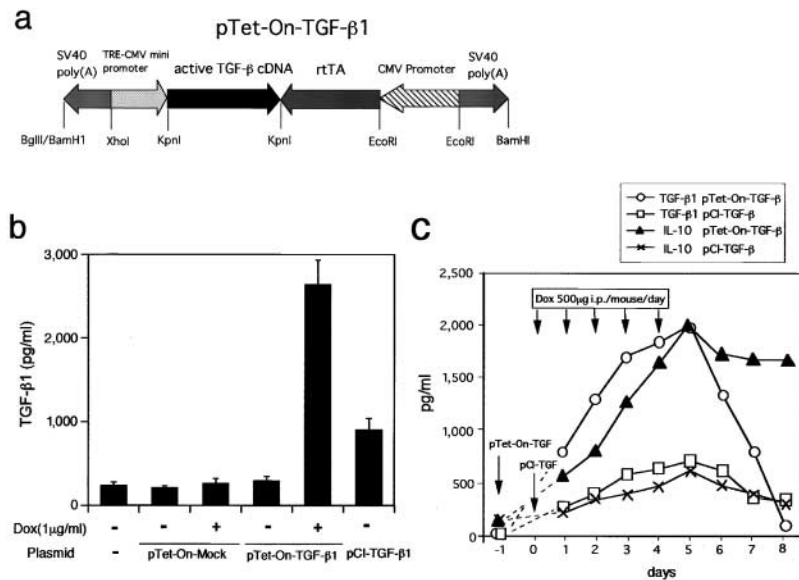 a
pTet-On-TGF-β1
SV40 poly(A)
TRE-CMV mini promoter
active TGF-β cDNA
rtTA
CMV Promoter
SV40 poly(A)
BglII/BamH1
XhoI
KpnI
KpnI
EcoRI
EcoRI
BamHI
b
TGF-β1 (pg/ml)
3,000
2,000
1,000
0
Dox(1μg/ml)
- - + - + -
Plasmid
- pTet-On-Mock pTet-On-TGF-β1 pCI-TGF-β1
c
TGF-β1 pTet-On-TGF-β
TGF-β1 pCI-TGF-β
IL-10 pTet-On-TGF-β
IL-10 pCI-TGF-β
pg/ml
2,500
2,000
1,500
1,000
500
0
Dox 500μg i.p./mouse/day
pTet-On-TGF
pCI-TGF
-1 0 1 2 3 4 5 6 7 8
days